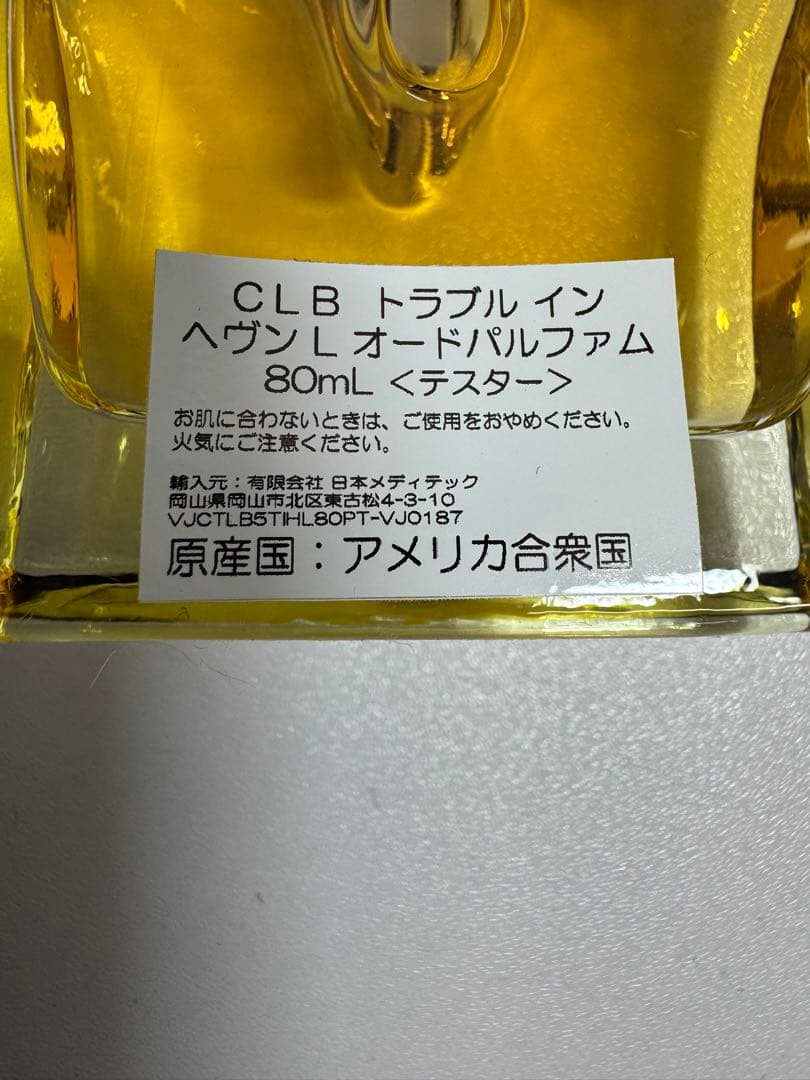 CLB トラブル イン
ヘヴン L オードパルファム
80mL <テスター>
お肌に合わないときは、ご使用をおやめください。
火気にご注意ください。
輸入元：有限会社 日本メディテック
岡山県岡山市北区東古松4-3-10
VJCTLB5TIHL80PT-VJ0187
原産国：アメリカ合衆国